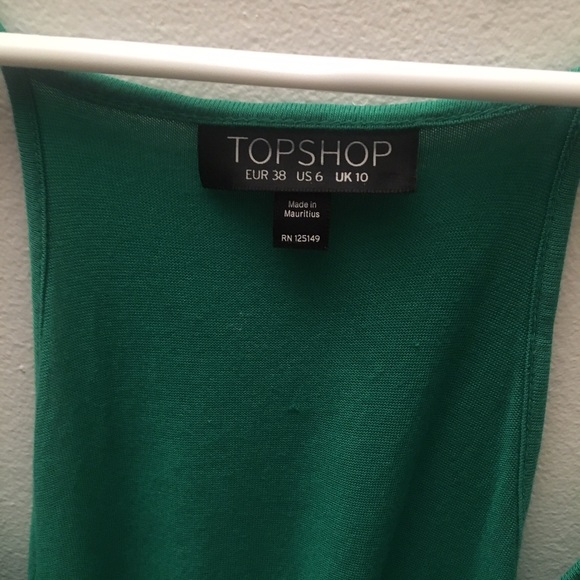 TOPSHOP
EUR 38 US 6 UK 10
Made in
Mauritius
RN 125149